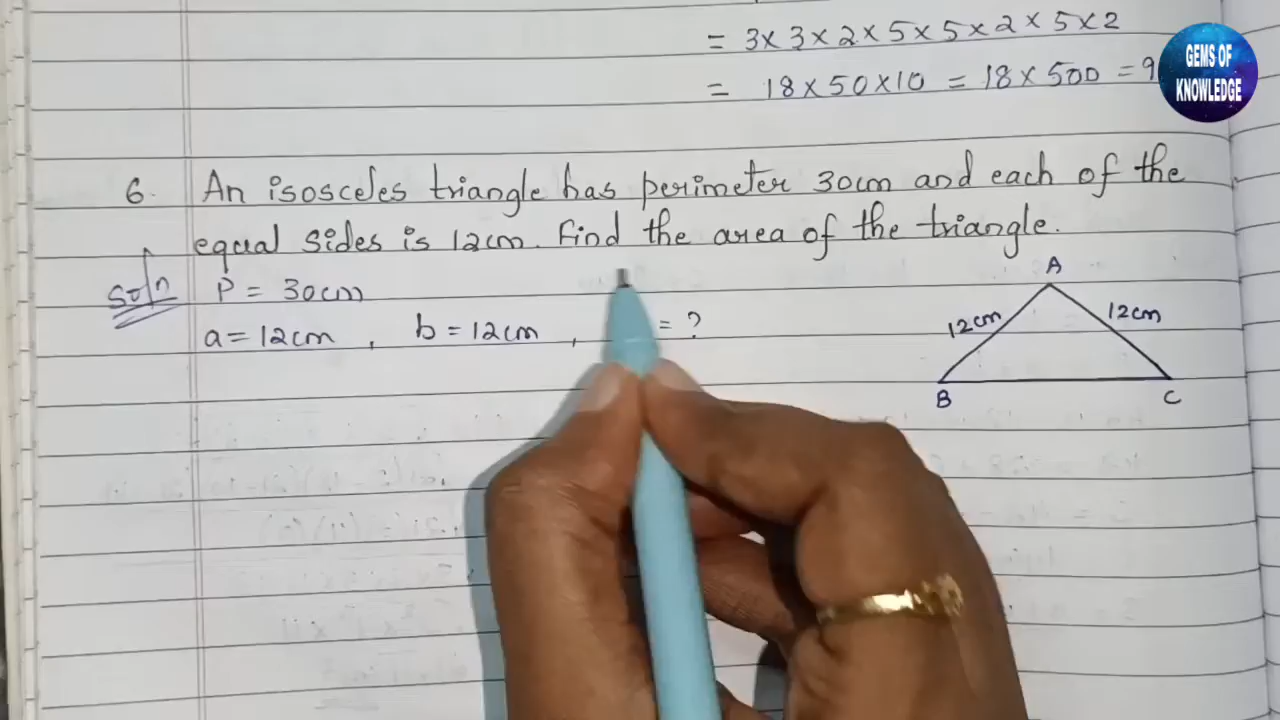 = 3×3×2×5×5×2×5×2
= 18×50×10 = 18×500 = 9
GEMS OF
KNOWLEDGE
6. An isosceles triangle has perimeter 30cm and each of the
equal sides is 12cm. Find the area of the triangle.
Soln P = 30cm
a = 12cm , b = 12cm , = ?
A
12cm 12cm
B C